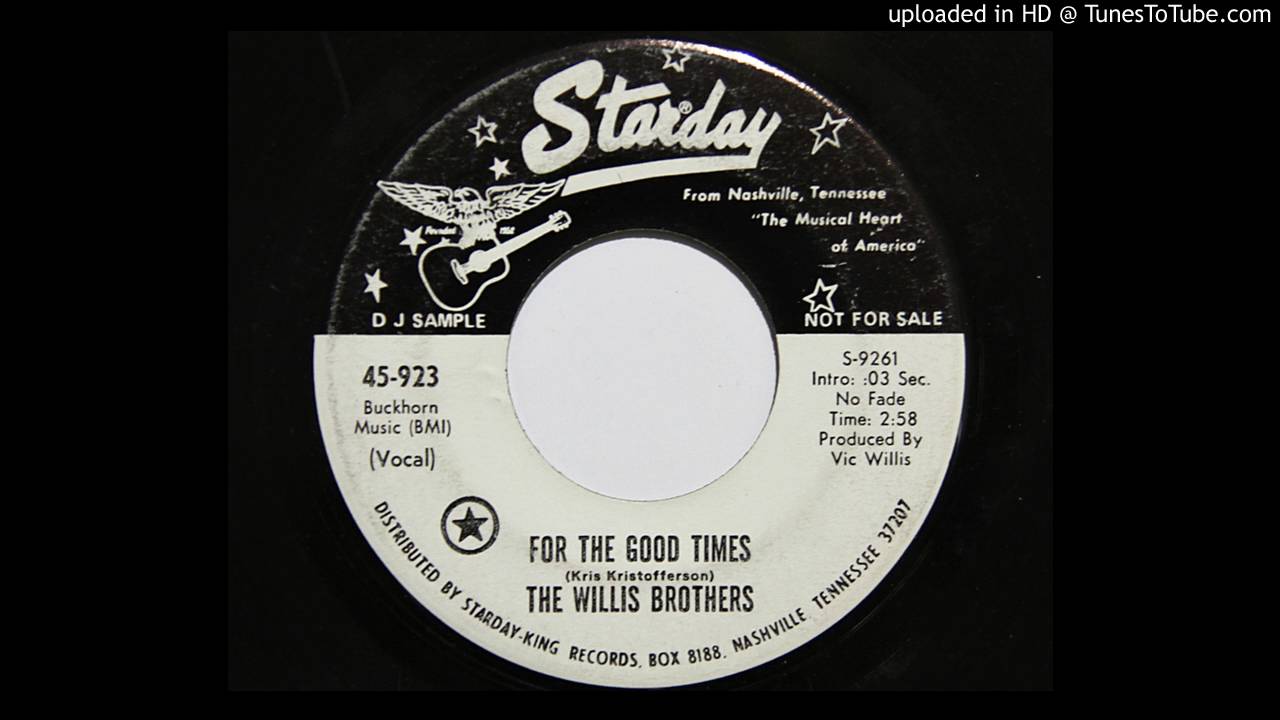 uploaded in HD @ TunesToTube.com
Starday®
From Nashville, Tennessee
"The Musical Heart
of America"
Founded 1952
D J SAMPLE
NOT FOR SALE
45-923
Buckhorn
Music (BMI)
(Vocal)
S-9261
Intro: :03 Sec.
No Fade
Time: 2:58
Produced By
Vic Willis
FOR THE GOOD TIMES
(Kris Kristofferson)
THE WILLIS BROTHERS
DISTRIBUTED BY STARDAY-KING RECORDS, BOX 8188, NASHVILLE, TENNESSEE 37207